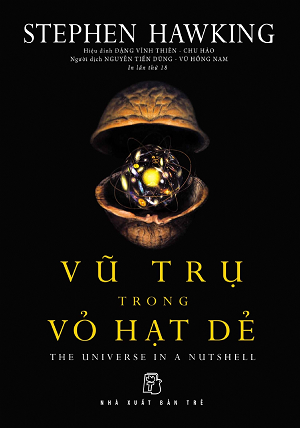 STEPHEN HAWKING
Hiệu đính ĐẶNG VĨNH THIÊN - CHU HẢO
Người dịch NGUYỄN TIẾN DŨNG - VŨ HỒNG NAM
In lần thứ 18
VŨ TRỤ
TRONG
VỎ HẠT DẺ
THE UNIVERSE IN A NUTSHELL
NHÀ XUẤT BẢN TRẺ